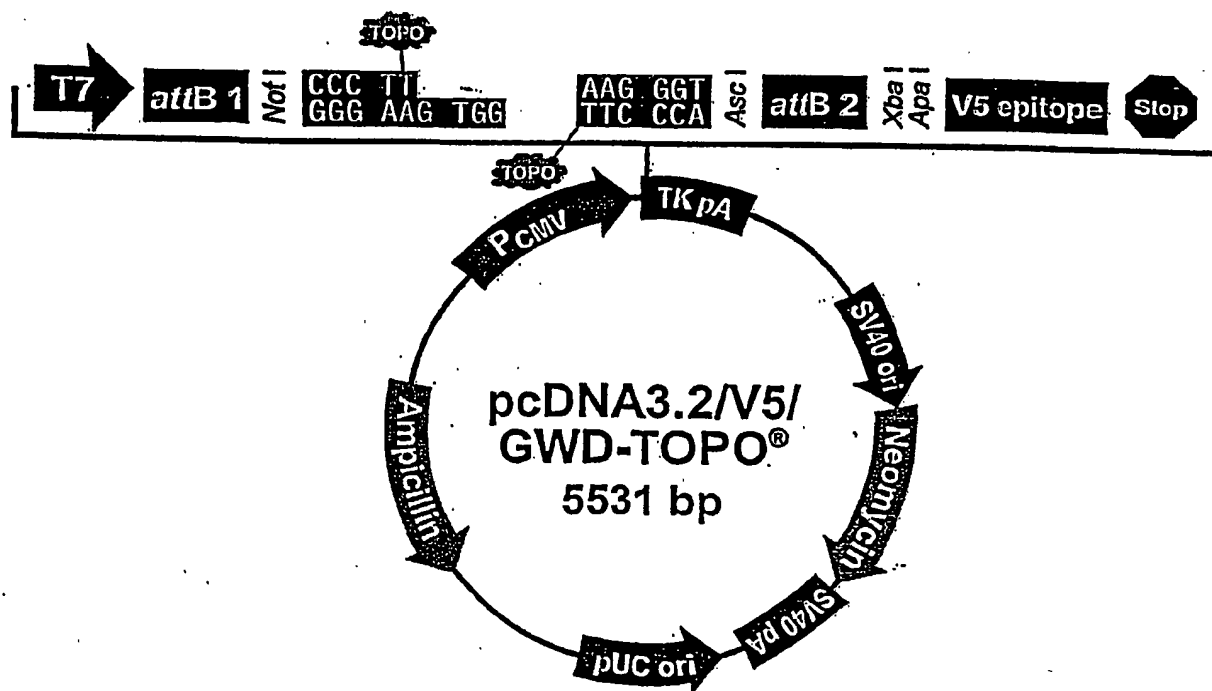 TOPO
T7
attB 1
Not I
CCC TT
GGG AAG TGG
AAG GGT
TTC CCA
Asc I
attB 2
Xba I
Apa I
V5 epitope
Stop
TOPO
PCMV
TK pA
SV40 ori
Neomycin
SV40 pA
pUC ori
Ampicillin
pcDNA3.2/V5/
GWD-TOPO®
5531 bp